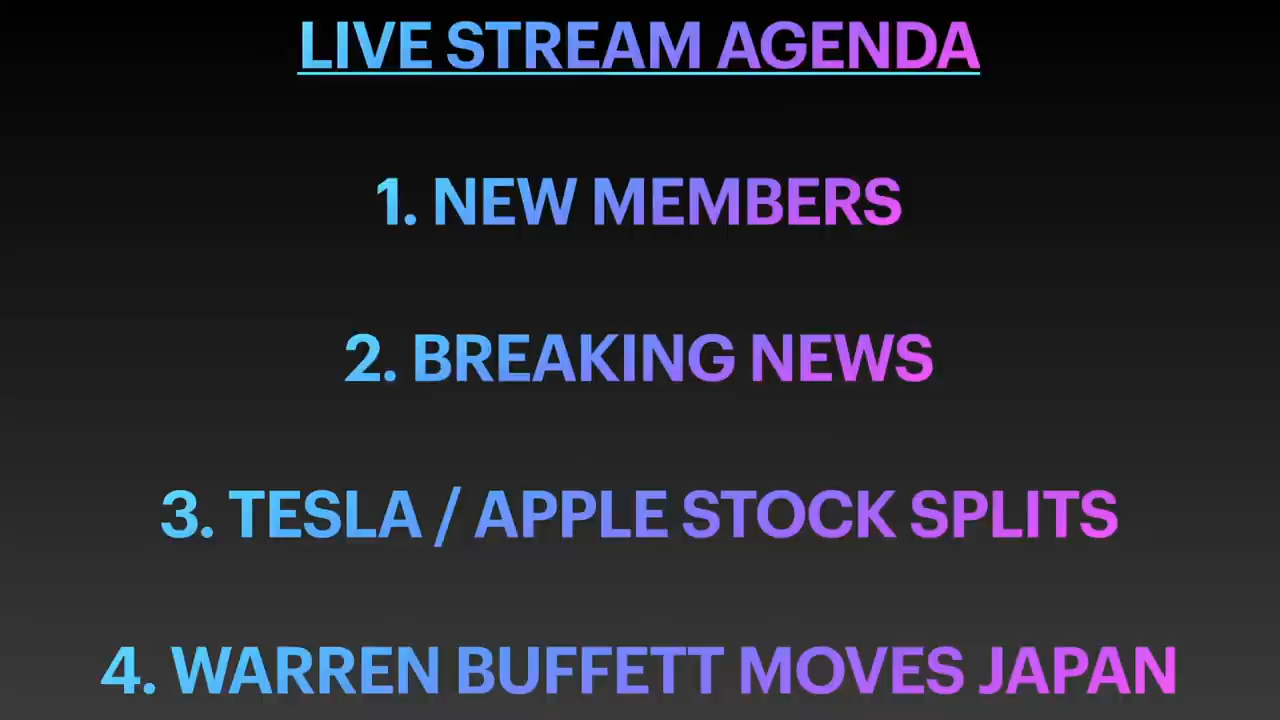 LIVE STREAM AGENDA
1. NEW MEMBERS
2. BREAKING NEWS
3. TESLA / APPLE STOCK SPLITS
4. WARREN BUFFETT MOVES JAPAN